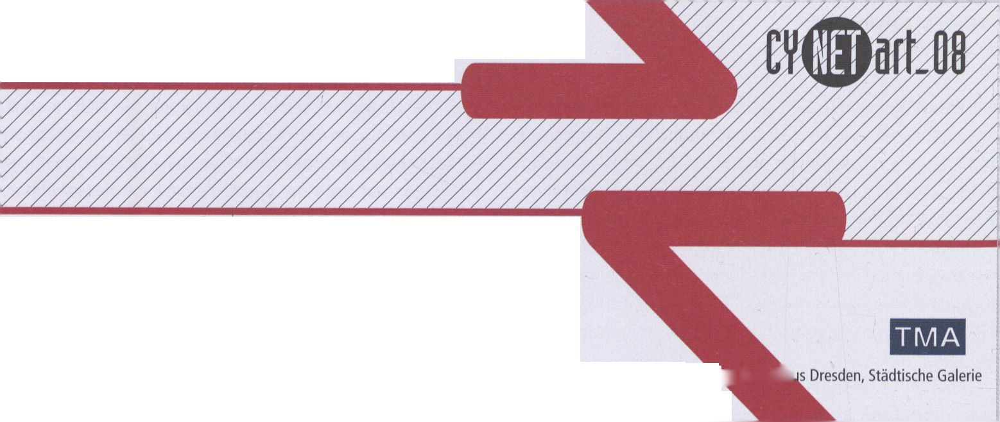 CYNETart_08
TMA
Dresden, Städtische Galerie